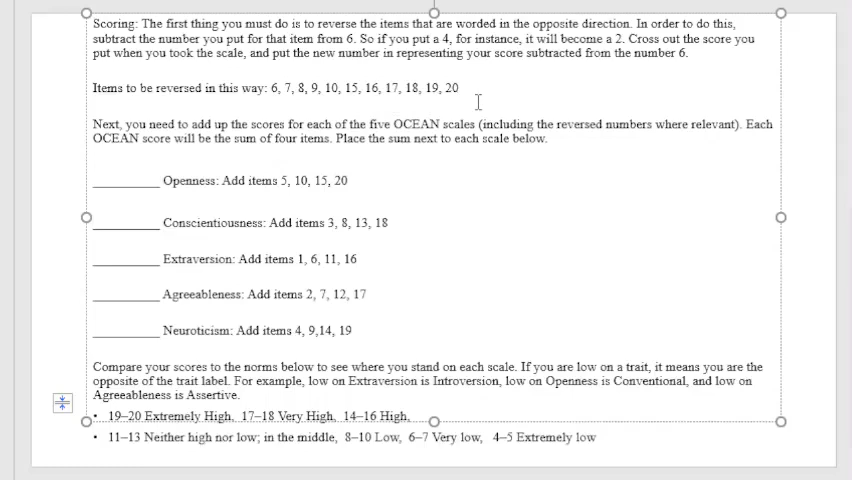 Scoring: The first thing you must do is to reverse the items that are worded in the opposite direction. In order to do this,
subtract the number you put for that item from 6. So if you put a 4, for instance, it will become a 2. Cross out the score you
put when you took the scale, and put the new number in representing your score subtracted from the number 6.
Items to be reversed in this way: 6, 7, 8, 9, 10, 15, 16, 17, 18, 19, 20
Next, you need to add up the scores for each of the five OCEAN scales (including the reversed numbers where relevant). Each
OCEAN score will be the sum of four items. Place the sum next to each scale below.
__________ Openness: Add items 5, 10, 15, 20
__________ Conscientiousness: Add items 3, 8, 13, 18
__________ Extraversion: Add items 1, 6, 11, 16
__________ Agreeableness: Add items 2, 7, 12, 17
__________ Neuroticism: Add items 4, 9,14, 19
Compare your scores to the norms below to see where you stand on each scale. If you are low on a trait, it means you are the
opposite of the trait label. For example, low on Extraversion is Introversion, low on Openness is Conventional, and low on
Agreeableness is Assertive.
• 19–20 Extremely High, 17–18 Very High, 14–16 High,
• 11–13 Neither high nor low; in the middle, 8–10 Low, 6–7 Very low, 4–5 Extremely low